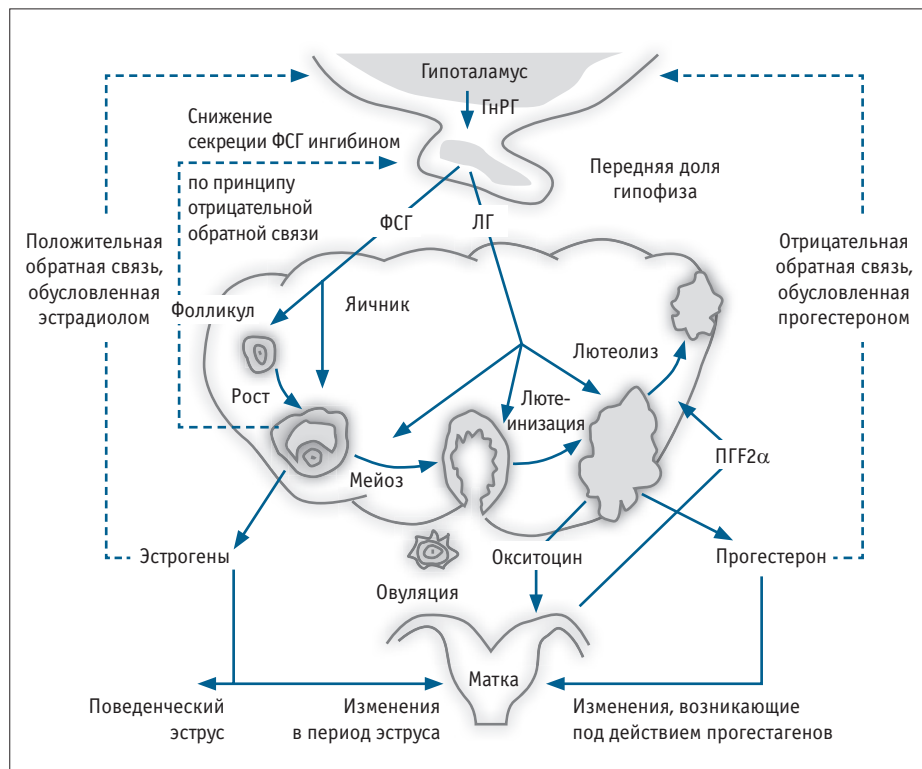 Гипоталамус
ГнРГ
Снижение
секреции ФСГ ингибином
по принципу
отрицательной
обратной связи
Передняя доля
гипофиза
ФСГ
ЛГ
Положительная
обратная связь,
обусловленная
эстрадиолом
Отрицательная
обратная связь,
обусловленная
прогестероном
Фолликул
Яичник
Лютеолиз
Рост
Люте-
инизация
Мейоз
ПГF2α
Эстрогены
Овуляция
Окситоцин
Прогестерон
Матка
Поведенческий
эструс
Изменения
в период эструса
Изменения, возникающие
под действием прогестагенов